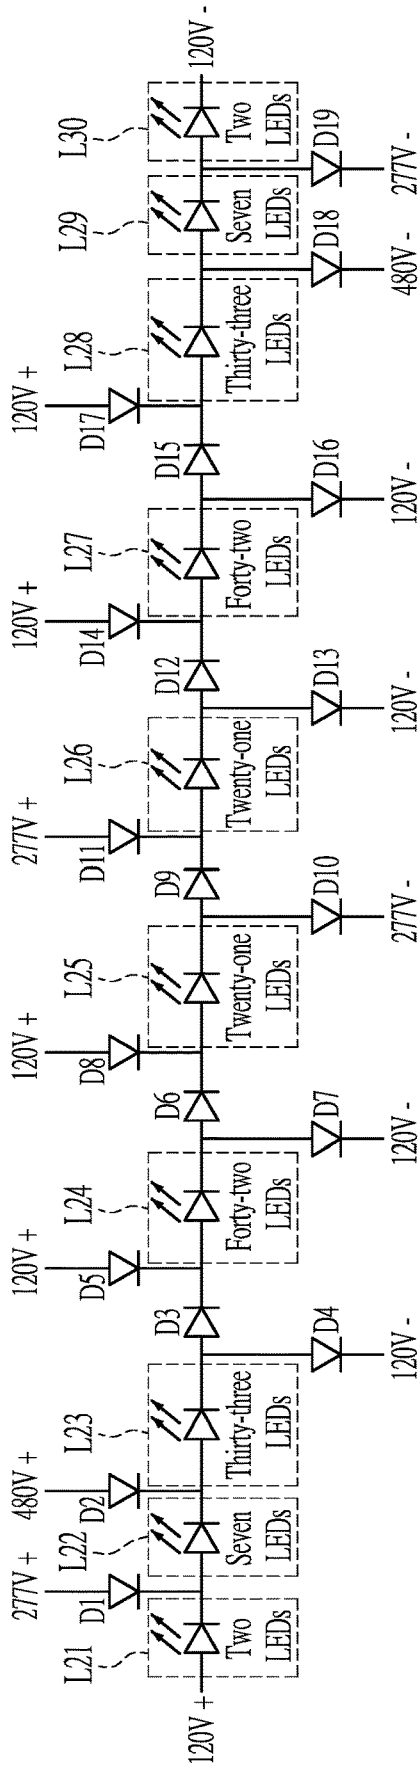 277V +
480V +
120V +
120V +
277V +
120V +
120V +
L21
D1
L22
D2
L23
D5
L24
D8
L25
D11
L26
D14
L27
D17
L28
L29
L30
D3
D6
D9
D12
D15
120V +
120V -
Two
LEDs
Seven
LEDs
Thirty-three
LEDs
Forty-two
LEDs
Twenty-one
LEDs
Twenty-one
LEDs
Forty-two
LEDs
Thirty-three
LEDs
Seven
LEDs
Two
LEDs
D4
D7
D10
D13
D16
D18
D19
120V -
120V -
277V -
120V -
120V -
480V -
277V -